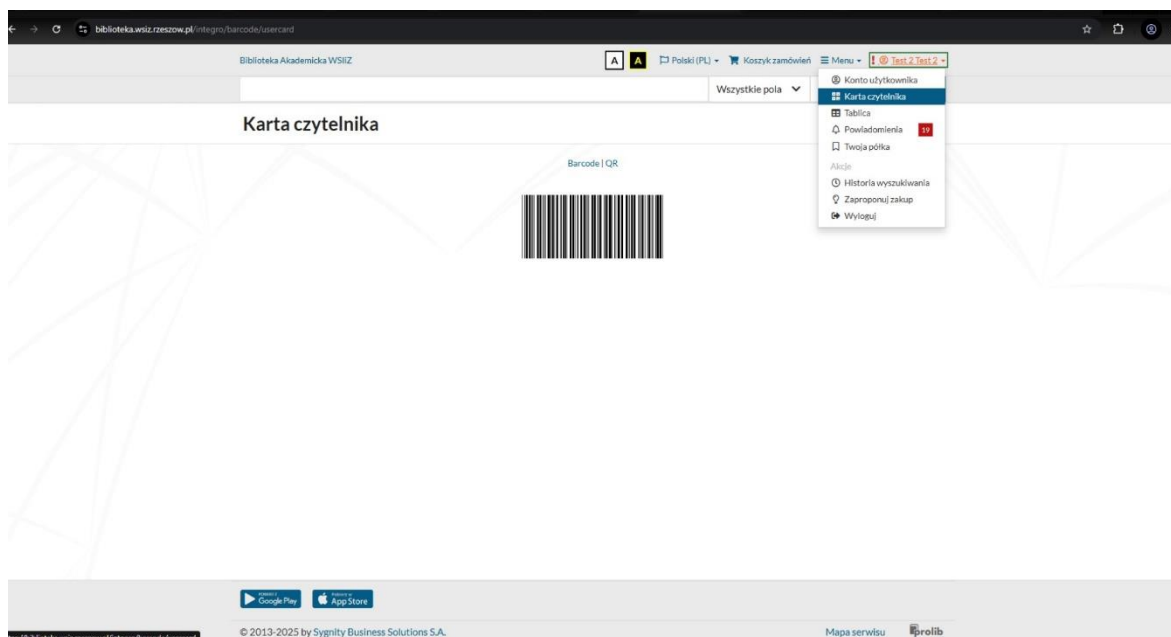 biblioteka.wsiz.rzeszow.pl/integro/barcode/usercard
Biblioteka Akademicka WSIiZ A A Polski (PL) Koszyk zamówień Menu ! Test 2 Test 2
Wszystkie pola
Konto użytkownika
Karta czytelnika
Tablica
Powiadomienia 19
Twoja półka
Akcje
Historia wyszukiwania
Zaproponuj zakup
Wyloguj
Karta czytelnika
Barcode | QR
Google Play
App Store
© 2013-2025 by Sygnity Business Solutions S.A. Mapa serwisu prolib